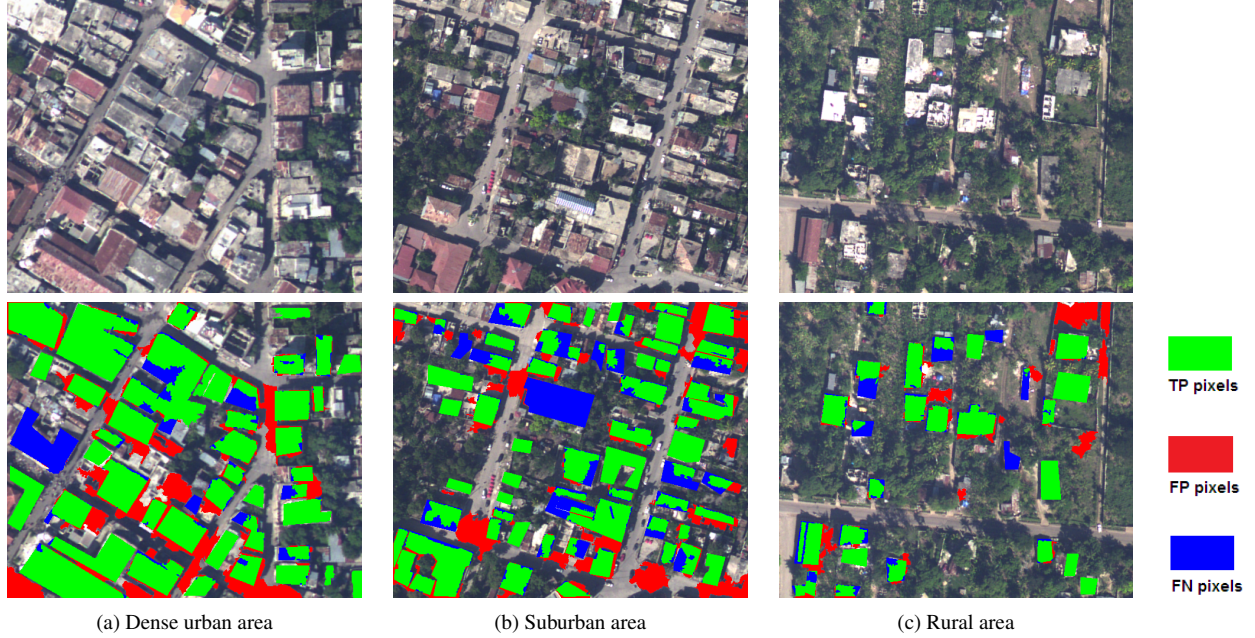 TP pixels
FP pixels
FN pixels
(a) Dense urban area
(b) Suburban area
(c) Rural area